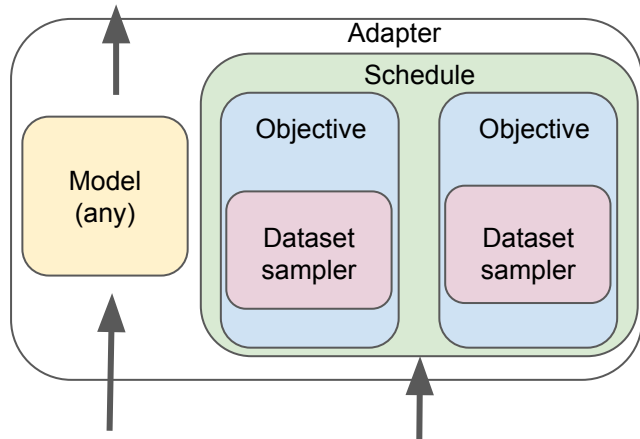 Adapter
Schedule
Objective
Objective
Model
(any)
Dataset
sampler
Dataset
sampler